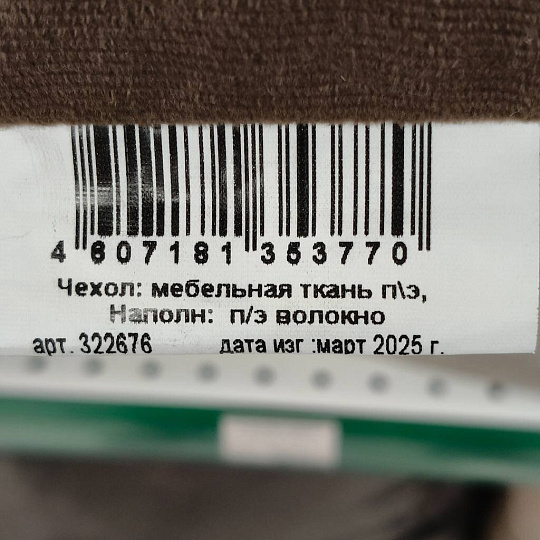 4 607181 353770
Чехол: мебельная ткань п\э,
Наполн: п/э волокно
арт. 322676 дата изг :март 2025 г.